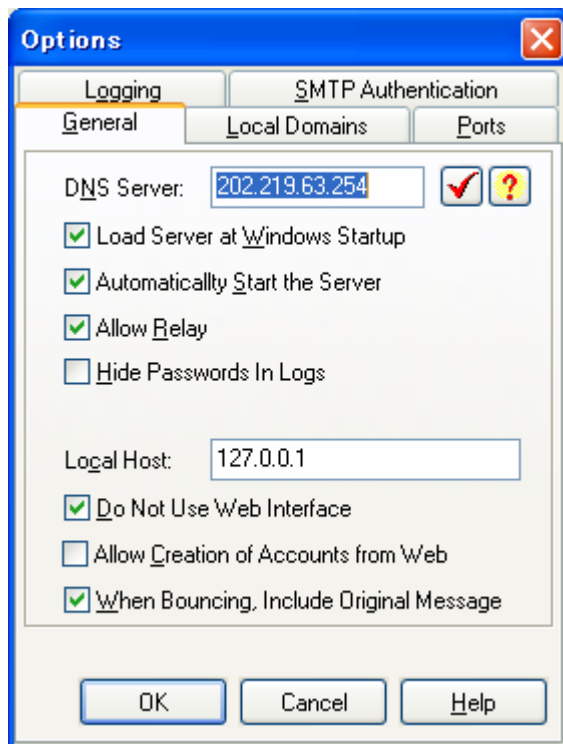 Options
Logging
SMTP Authentication
General
Local Domains
Ports
DNS Server: 202.219.63.254
Load Server at Windows Startup
Automaticallty Start the Server
Allow Relay
Hide Passwords In Logs
Local Host: 127.0.0.1
Do Not Use Web Interface
Allow Creation of Accounts from Web
When Bouncing, Include Original Message
OK
Cancel
Help